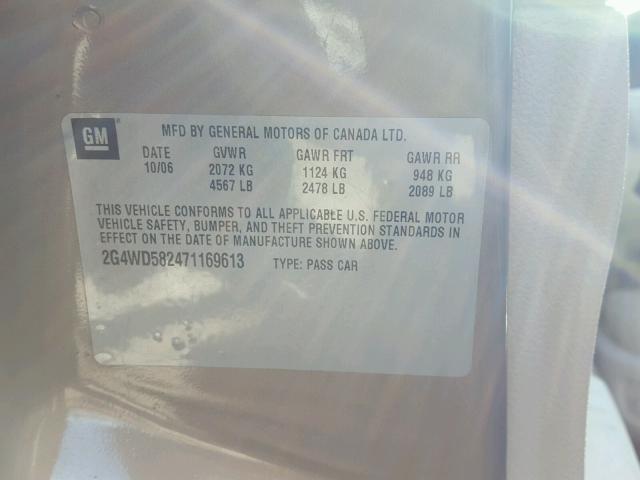 GM
MFD BY GENERAL MOTORS OF CANADA LTD.
DATE GVWR GAWR FRT GAWR RR
10/06 2072 KG 1124 KG 948 KG
4567 LB 2478 LB 2089 LB
THIS VEHICLE CONFORMS TO ALL APPLICABLE U.S. FEDERAL MOTOR
VEHICLE SAFETY, BUMPER, AND THEFT PREVENTION STANDARDS IN
EFFECT ON THE DATE OF MANUFACTURE SHOWN ABOVE.
2G4WD582471169613 TYPE: PASS CAR